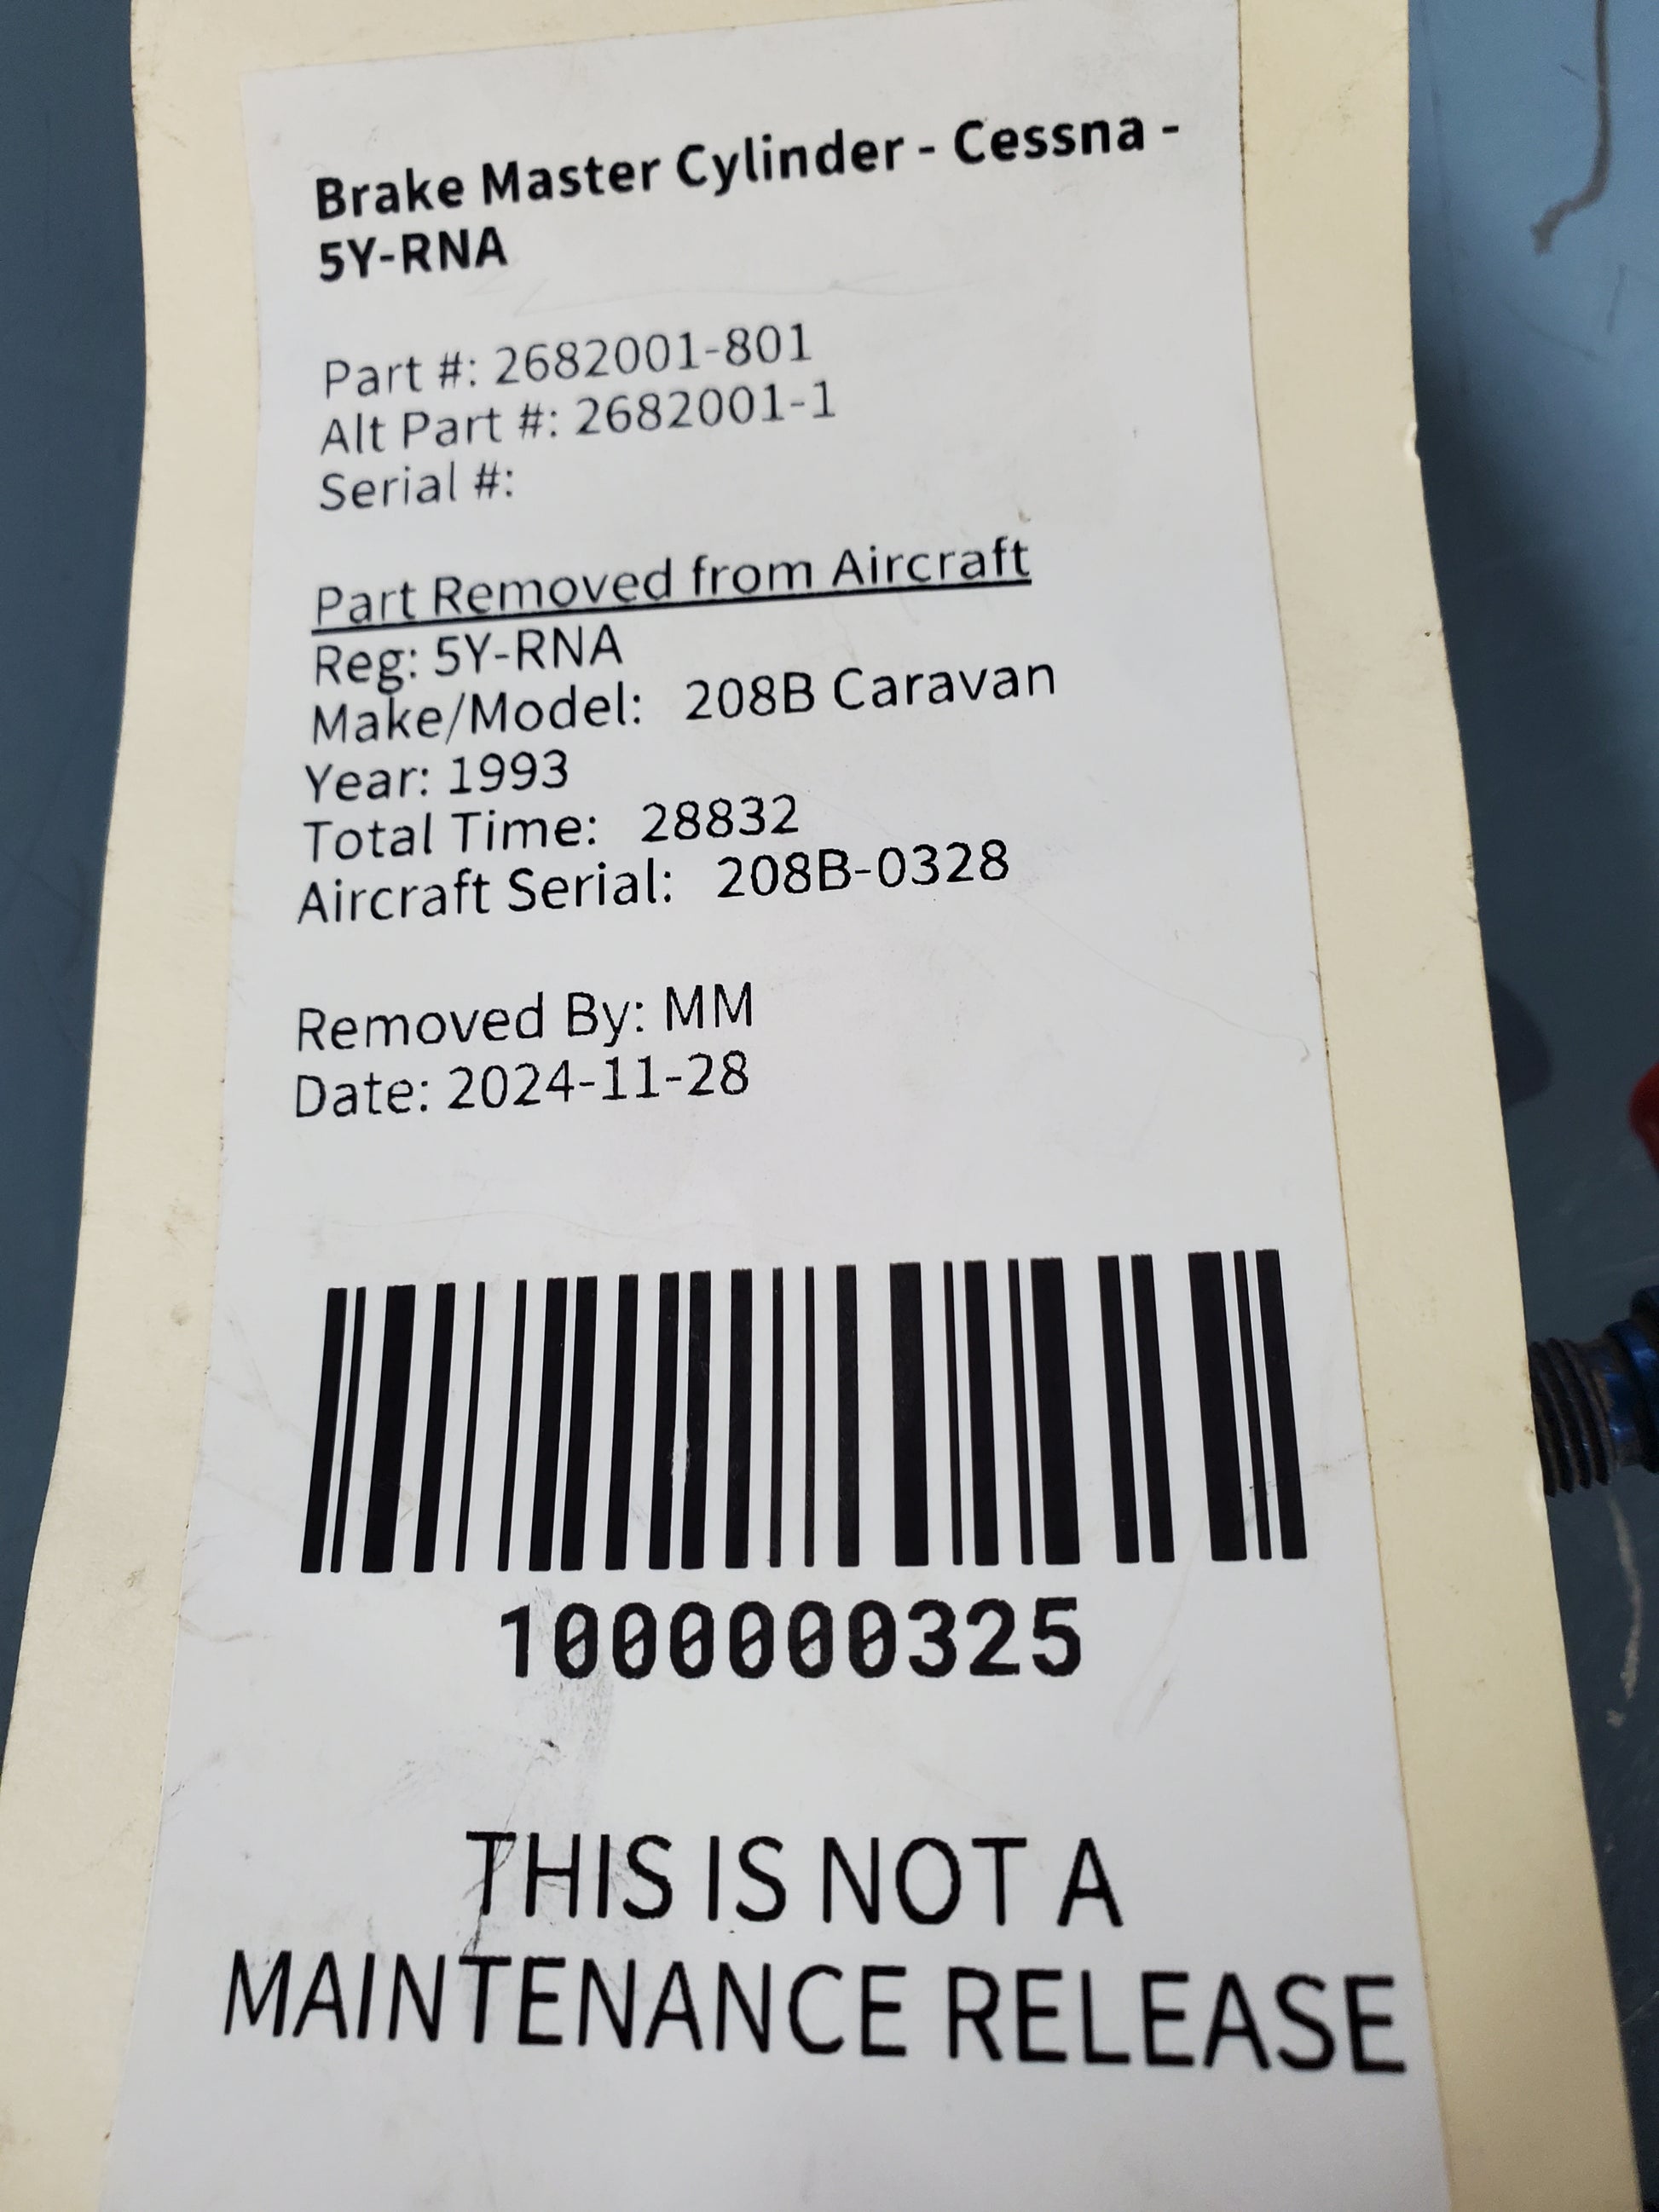 Brake Master Cylinder - Cessna -
5Y-RNA
Part #: 2682001-801
Alt Part #: 2682001-1
Serial #:
Part Removed from Aircraft
Reg: 5Y-RNA
Make/Model: 208B Caravan
Year: 1993
Total Time: 28832
Aircraft Serial: 208B-0328
Removed By: MM
Date: 2024-11-28
1000000325
THIS IS NOT A
MAINTENANCE RELEASE